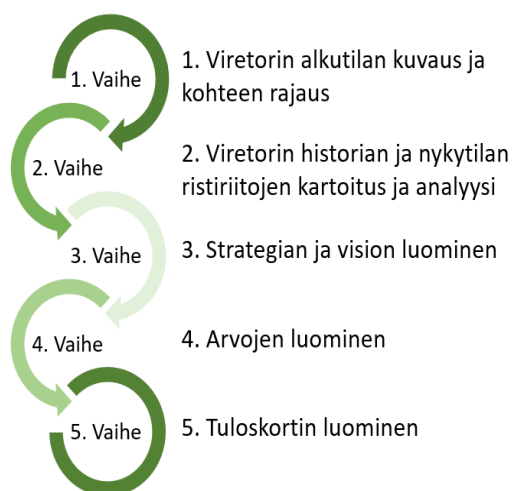 1. Vaihe
1. Viretorin alkutilan kuvaus ja
kohteen rajaus
2. Vaihe
2. Viretorin historian ja nykytilan
ristiriitojen kartoitus ja analyysi
3. Vaihe
3. Strategian ja vision luominen
4. Vaihe
4. Arvojen luominen
5. Vaihe
5. Tuloskortin luominen